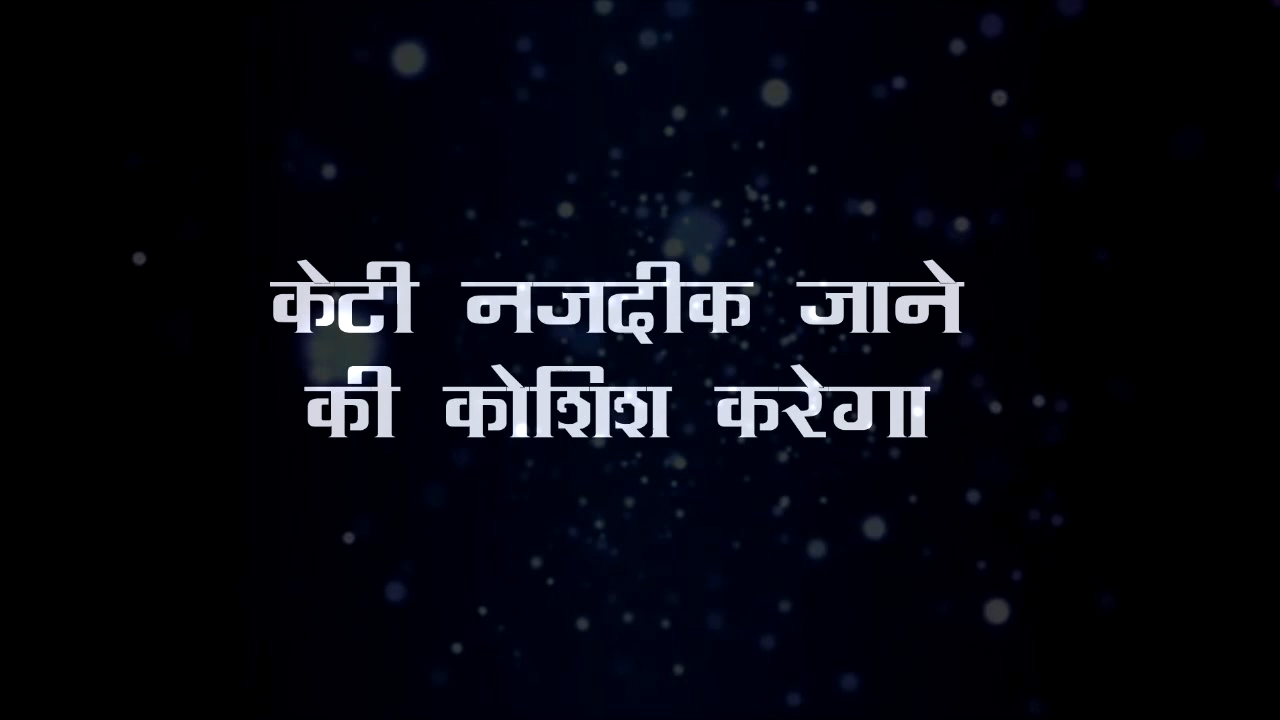 केटी नजदीक जाने
की कोशिश करेगा